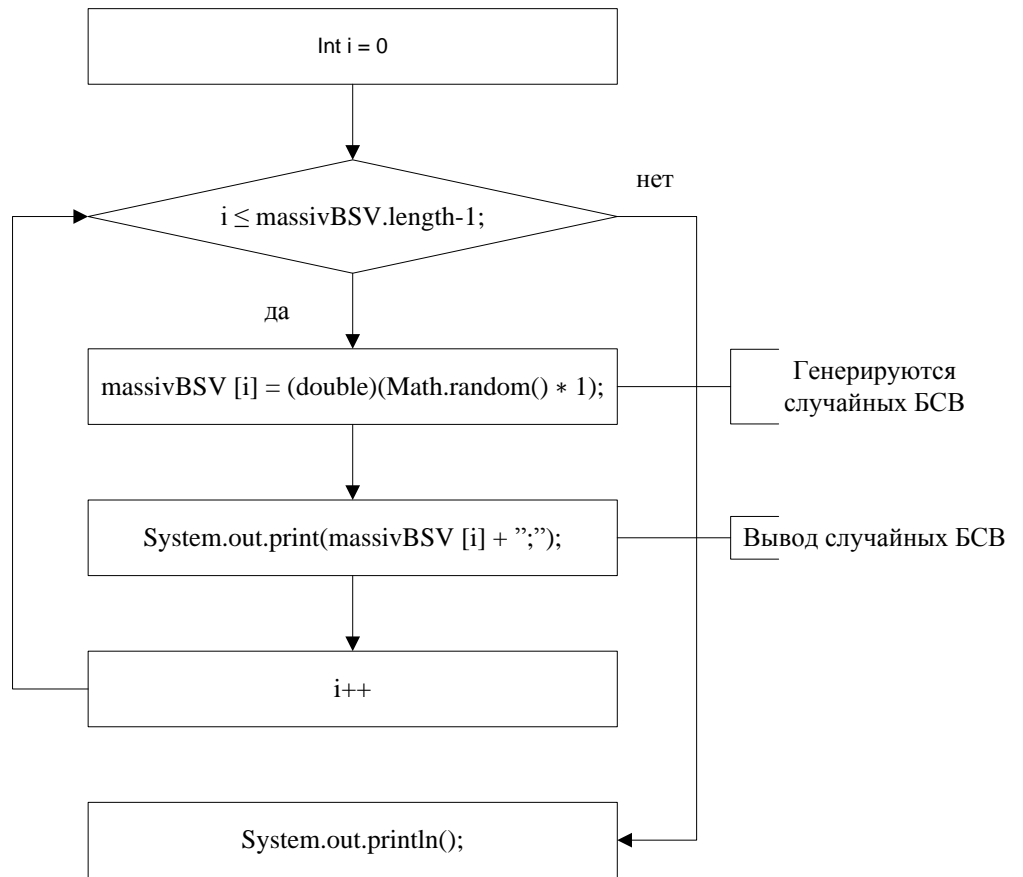 Int i = 0
нет
i ≤ massivBSV.length-1;
да
massivBSV [i] = (double)(Math.random() * 1);
Генерируются
случайных БСВ
System.out.print(massivBSV [i] + ”;”);
Вывод случайных БСВ
i++
System.out.println();